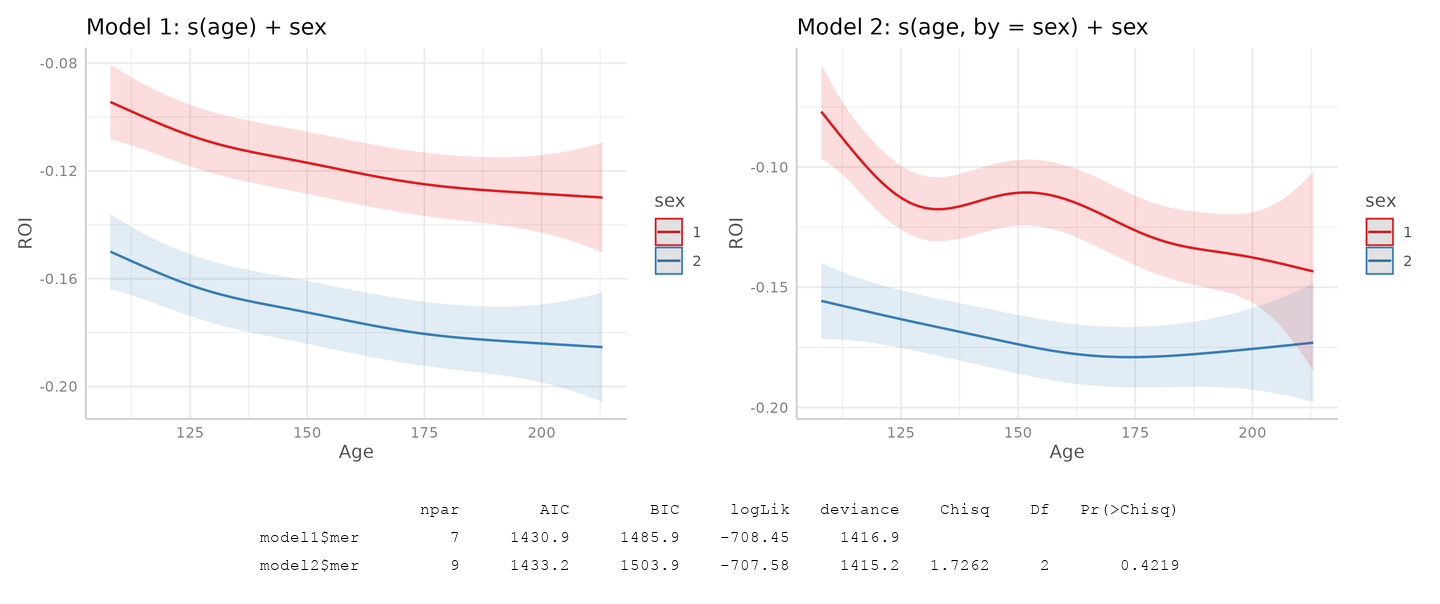 Model 1: s(age) + sex
-0.08
-0.12
-0.16
-0.20
ROI
125 150 175 200
Age
sex
1
2
Model 2: s(age, by = sex) + sex
-0.10
-0.15
-0.20
ROI
125 150 175 200
Age
sex
1
2
npar AIC BIC logLik deviance Chisq Df Pr(>Chisq)
model1$mer 7 1430.9 1485.9 -708.45 1416.9
model2$mer 9 1433.2 1503.9 -707.58 1415.2 1.7262 2 0.4219